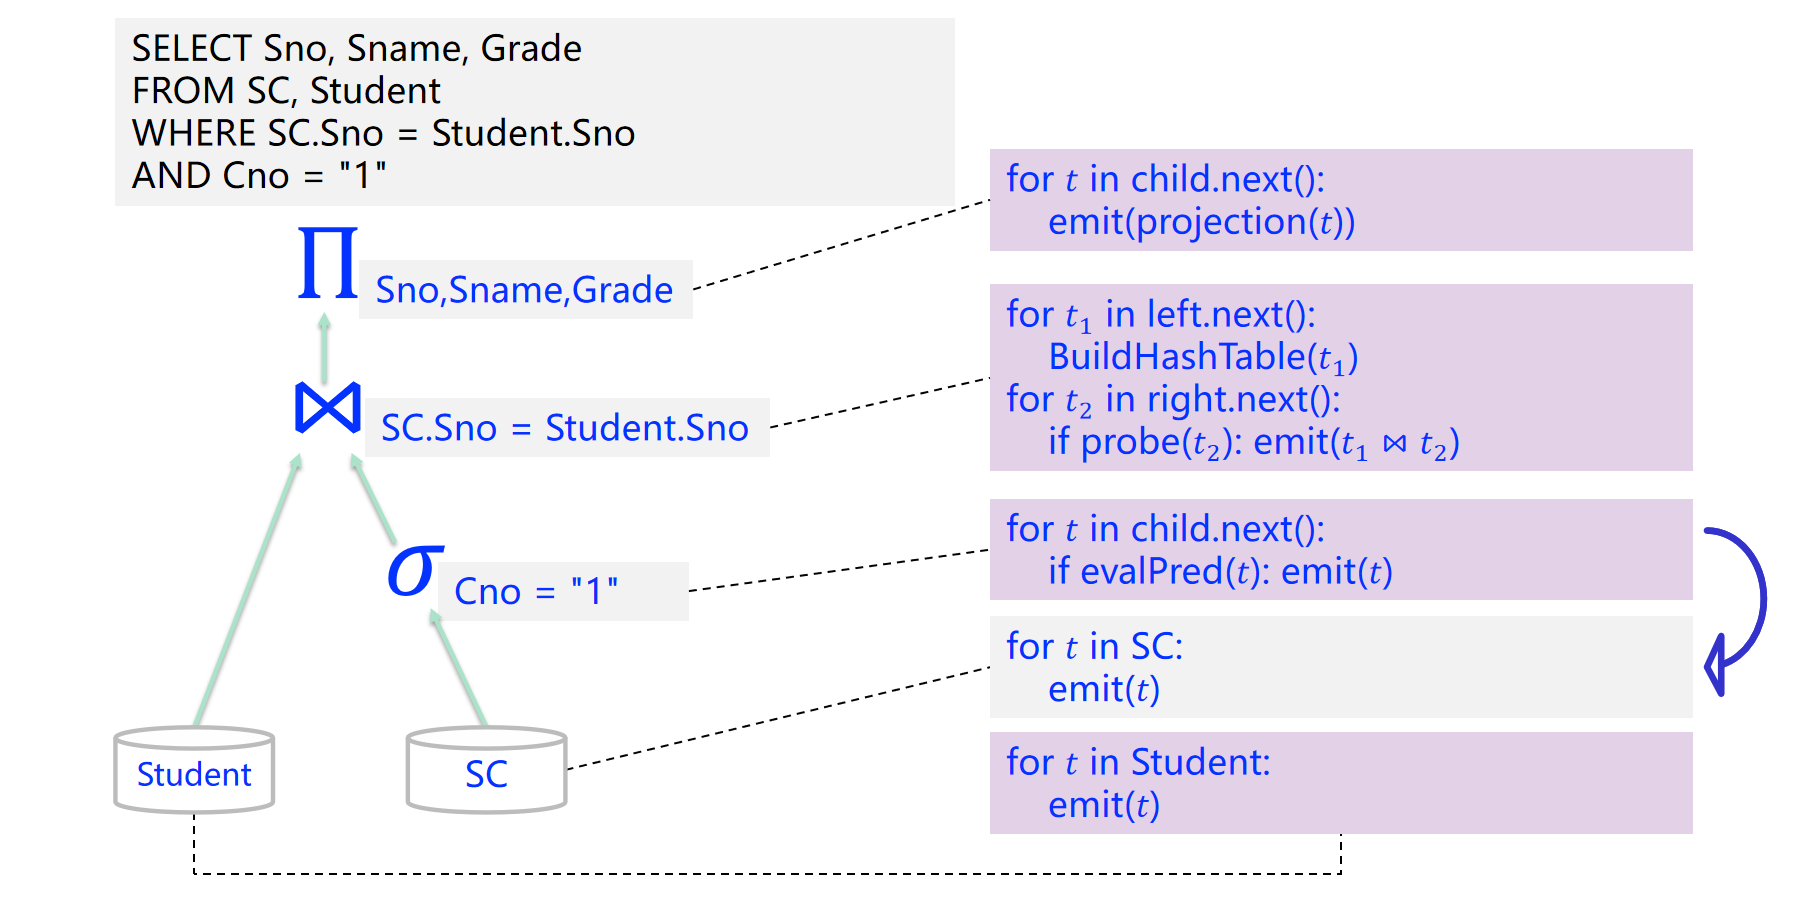 SELECT Sno, Sname, Grade
FROM SC, Student
WHERE SC.Sno = Student.Sno
AND Cno = "1"
∏ Sno,Sname,Grade
⋈ SC.Sno = Student.Sno
σ Cno = "1"
Student
SC
for t in child.next():
emit(projection(t))
for t₁ in left.next():
BuildHashTable(t₁)
for t₂ in right.next():
if probe(t₂): emit(t₁ ⋈ t₂)
for t in child.next():
if evalPred(t): emit(t)
for t in SC:
emit(t)
for t in Student:
emit(t)